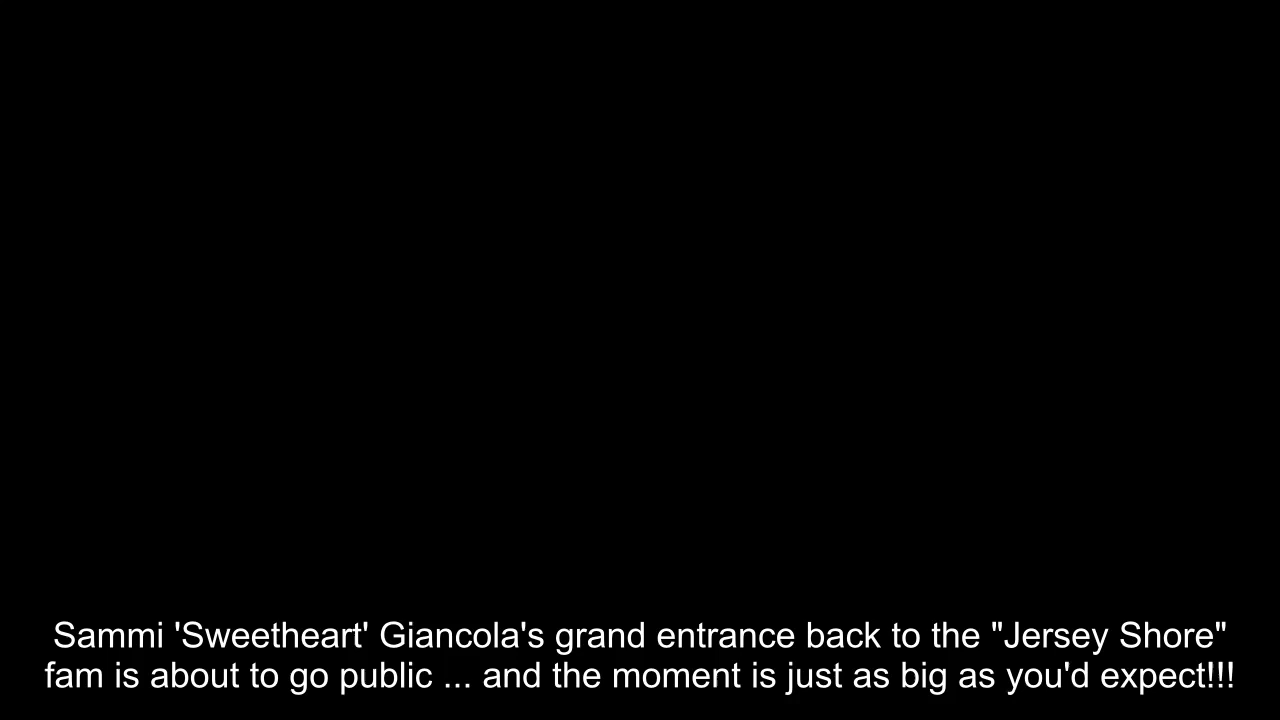 Sammi 'Sweetheart' Giancola's grand entrance back to the "Jersey Shore"
fam is about to go public ... and the moment is just as big as you'd expect!!!